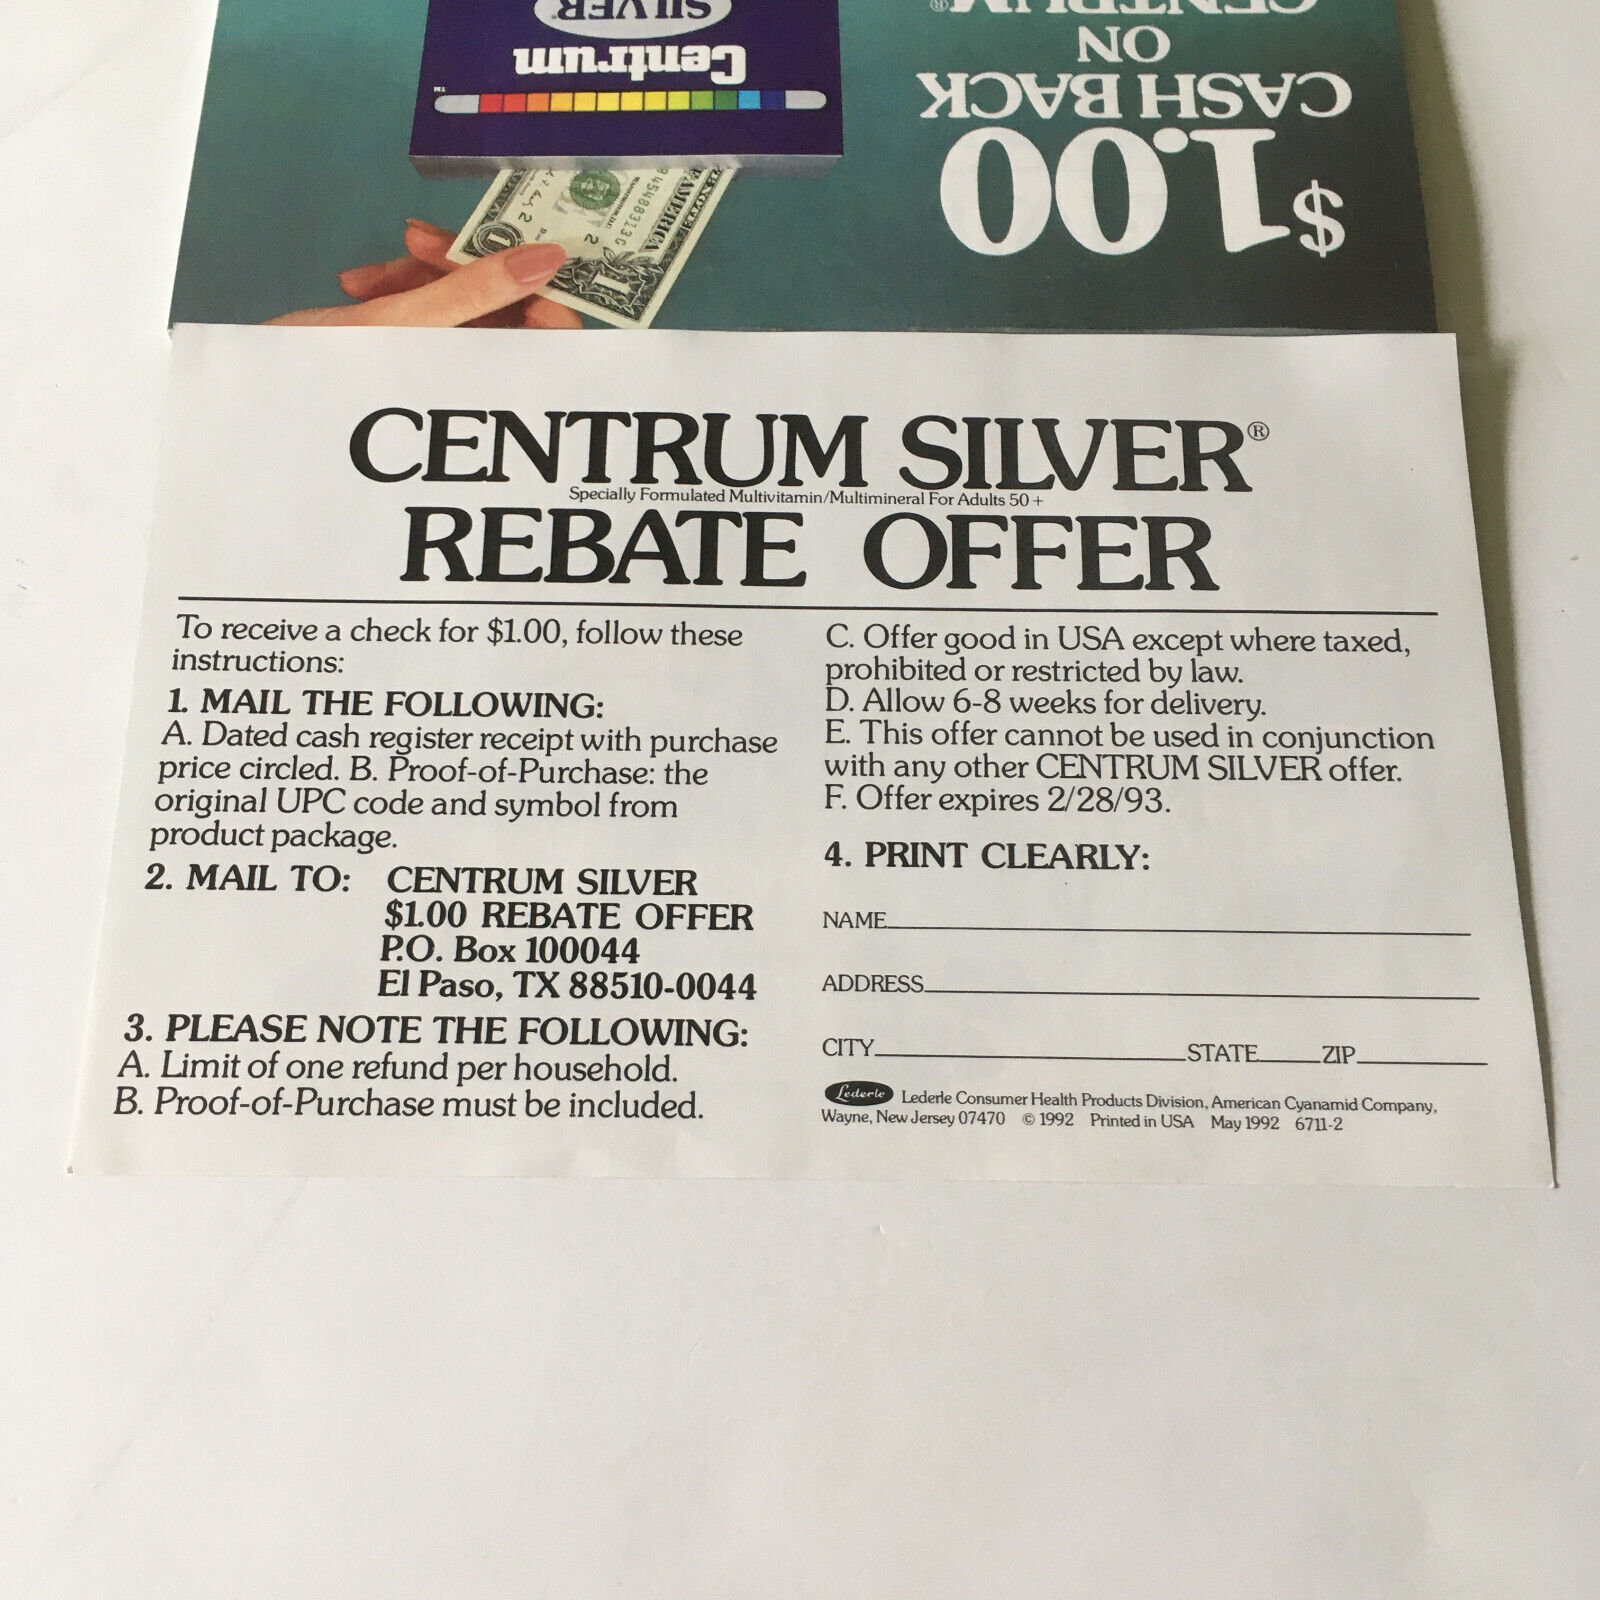 $1.00
CASH BACK
ON
CENTRUM®
Centrum
SILVER®
™
CENTRUM SILVER®
Specially Formulated Multivitamin/Multimineral For Adults 50+
REBATE OFFER
To receive a check for $1.00, follow these
instructions:
1. MAIL THE FOLLOWING:
A. Dated cash register receipt with purchase
price circled. B. Proof-of-Purchase: the
original UPC code and symbol from
product package.
2. MAIL TO: CENTRUM SILVER
$1.00 REBATE OFFER
P.O. Box 100044
El Paso, TX 88510-0044
3. PLEASE NOTE THE FOLLOWING:
A. Limit of one refund per household.
B. Proof-of-Purchase must be included.
C. Offer good in USA except where taxed,
prohibited or restricted by law.
D. Allow 6-8 weeks for delivery.
E. This offer cannot be used in conjunction
with any other CENTRUM SILVER offer.
F. Offer expires 2/28/93.
4. PRINT CLEARLY:
NAME
ADDRESS
CITY STATE ZIP
Lederle Lederle Consumer Health Products Division, American Cyanamid Company,
Wayne, New Jersey 07470 © 1992 Printed in USA May 1992 6711-2